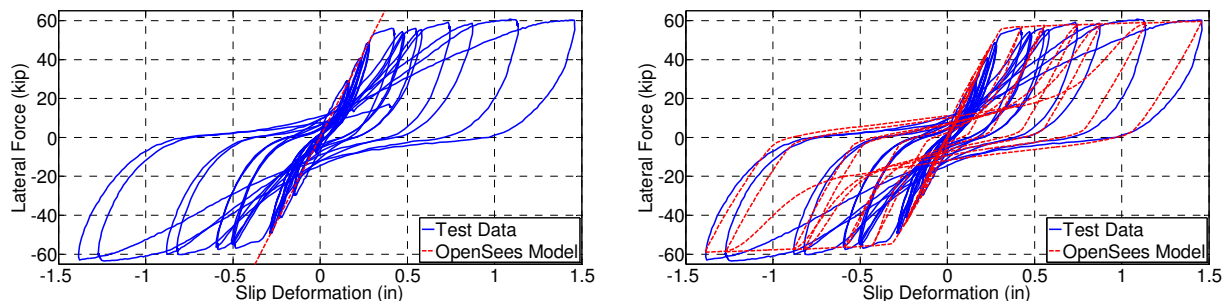 60
40
20
0
-20
-40
-60
Lateral Force (kip)
-1.5 -1 -0.5 0 0.5 1 1.5
Slip Deformation (in)
Test Data
OpenSees Model
60
40
20
0
-20
-40
-60
Lateral Force (kip)
-1.5 -1 -0.5 0 0.5 1 1.5
Slip Deformation (in)
Test Data
OpenSees Model